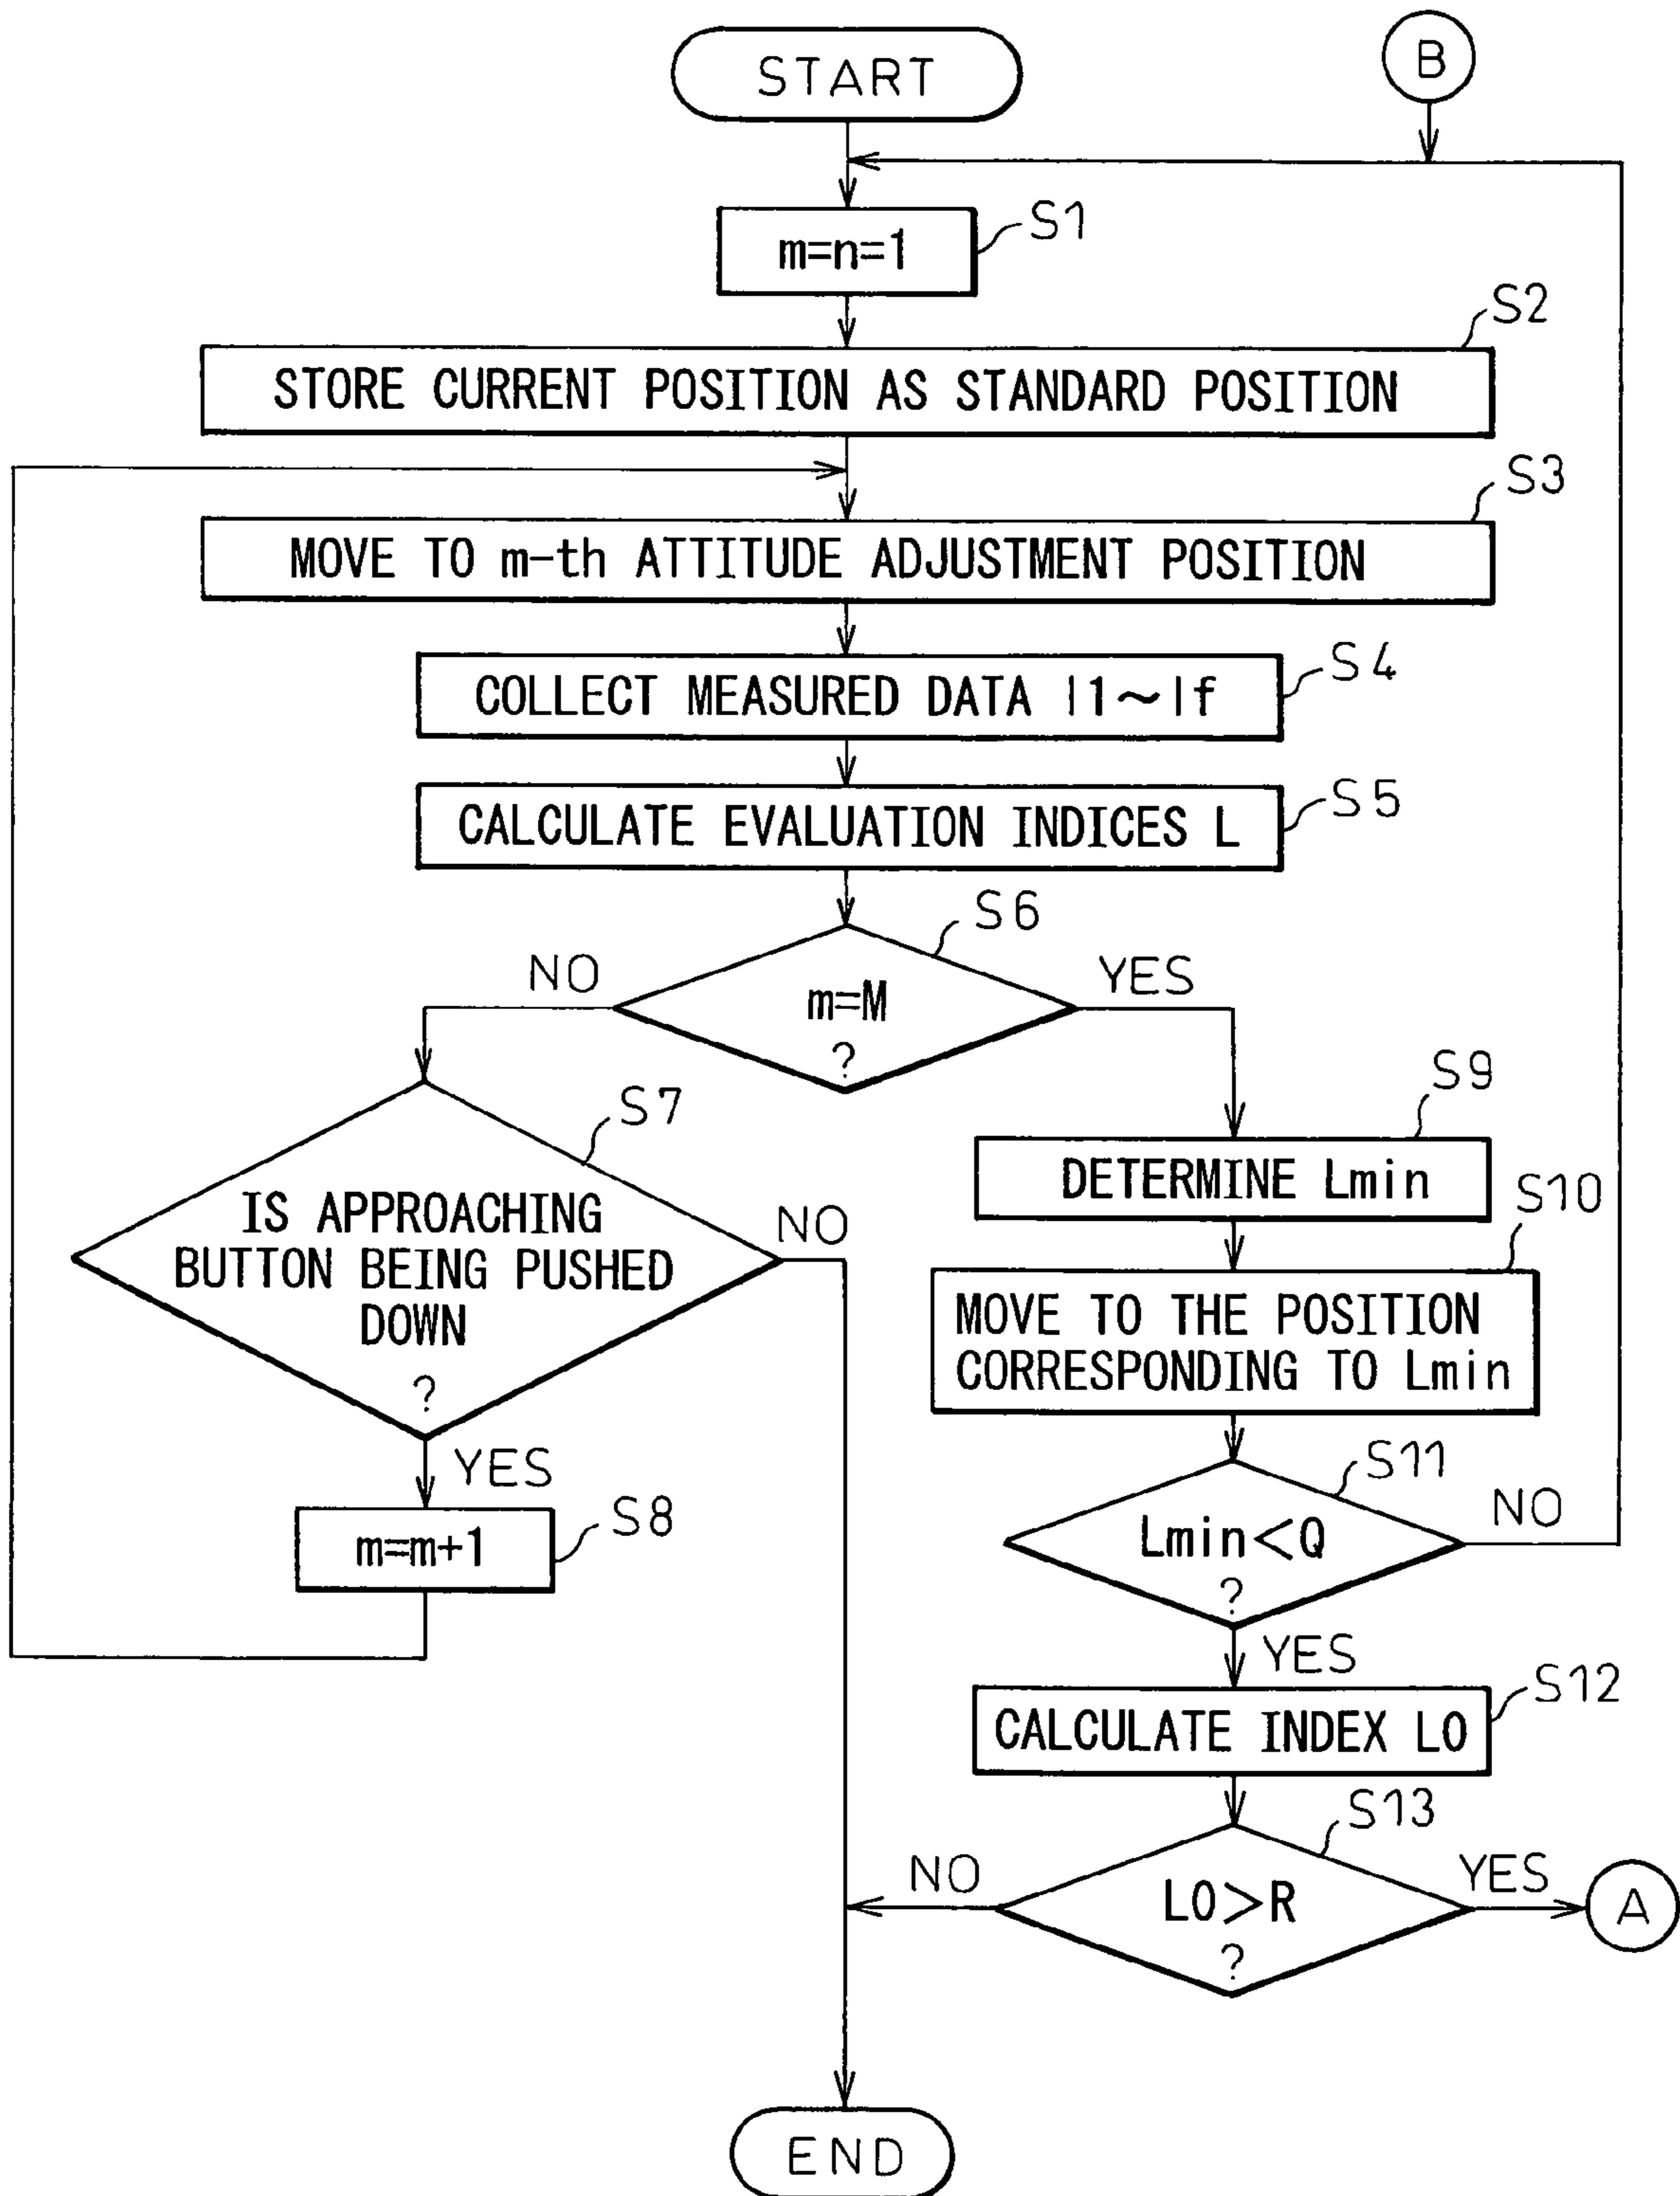 START
B
S1
m=n=1
S2
STORE CURRENT POSITION AS STANDARD POSITION
S3
MOVE TO m-th ATTITUDE ADJUSTMENT POSITION
S4
COLLECT MEASURED DATA l1~lf
S5
CALCULATE EVALUATION INDICES L
S6
NO
YES
m=M
?
S7
S9
IS APPROACHING
BUTTON BEING PUSHED
DOWN
?
NO
DETERMINE Lmin
S10
MOVE TO THE POSITION
CORRESPONDING TO Lmin
YES
S8
m=m+1
S11
Lmin<Q
?
NO
YES
S12
CALCULATE INDEX L0
S13
NO
L0>R
?
YES
A
END